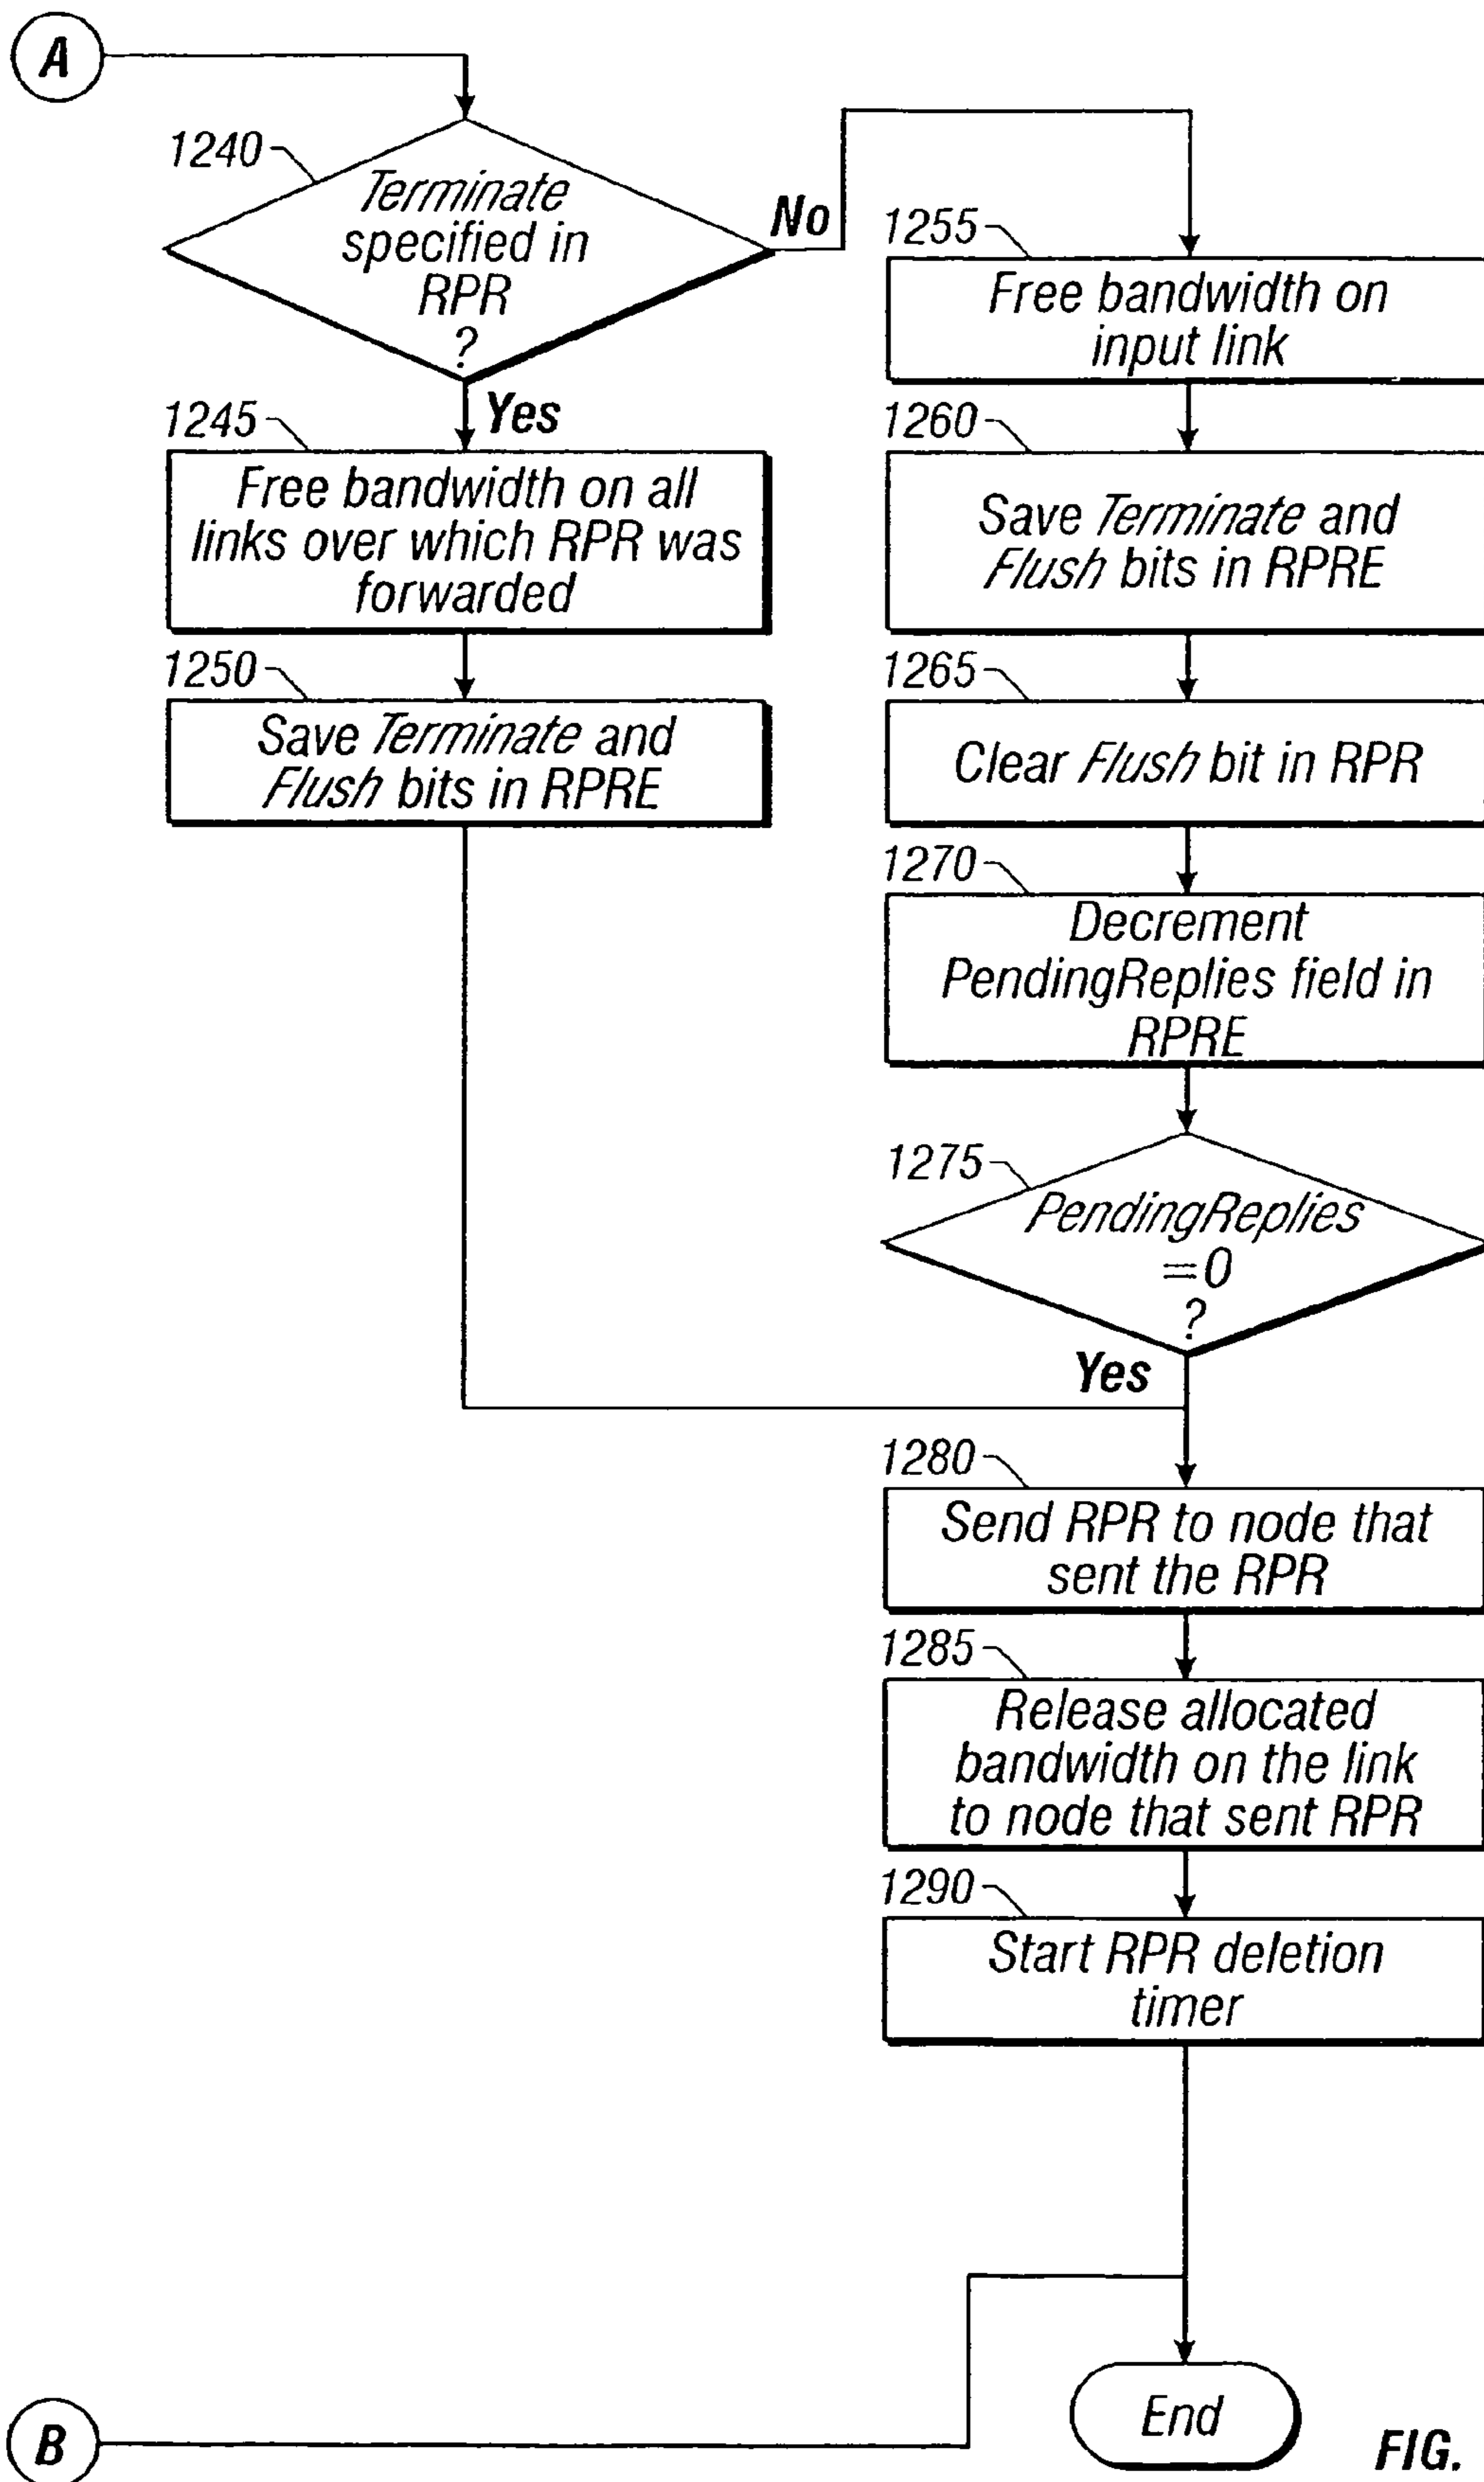 A
1240
Terminate
specified in
RPR
?
No
Yes
1245
Free bandwidth on all
links over which RPR was
forwarded
1250
Save Terminate and
Flush bits in RPRE
1255
Free bandwidth on
input link
1260
Save Terminate and
Flush bits in RPRE
1265
Clear Flush bit in RPR
1270
Decrement
PendingReplies field in
RPRE
1275
PendingReplies
=0
?
Yes
1280
Send RPR to node that
sent the RPR
1285
Release allocated
bandwidth on the link
to node that sent RPR
1290
Start RPR deletion
timer
End
B
FIG.